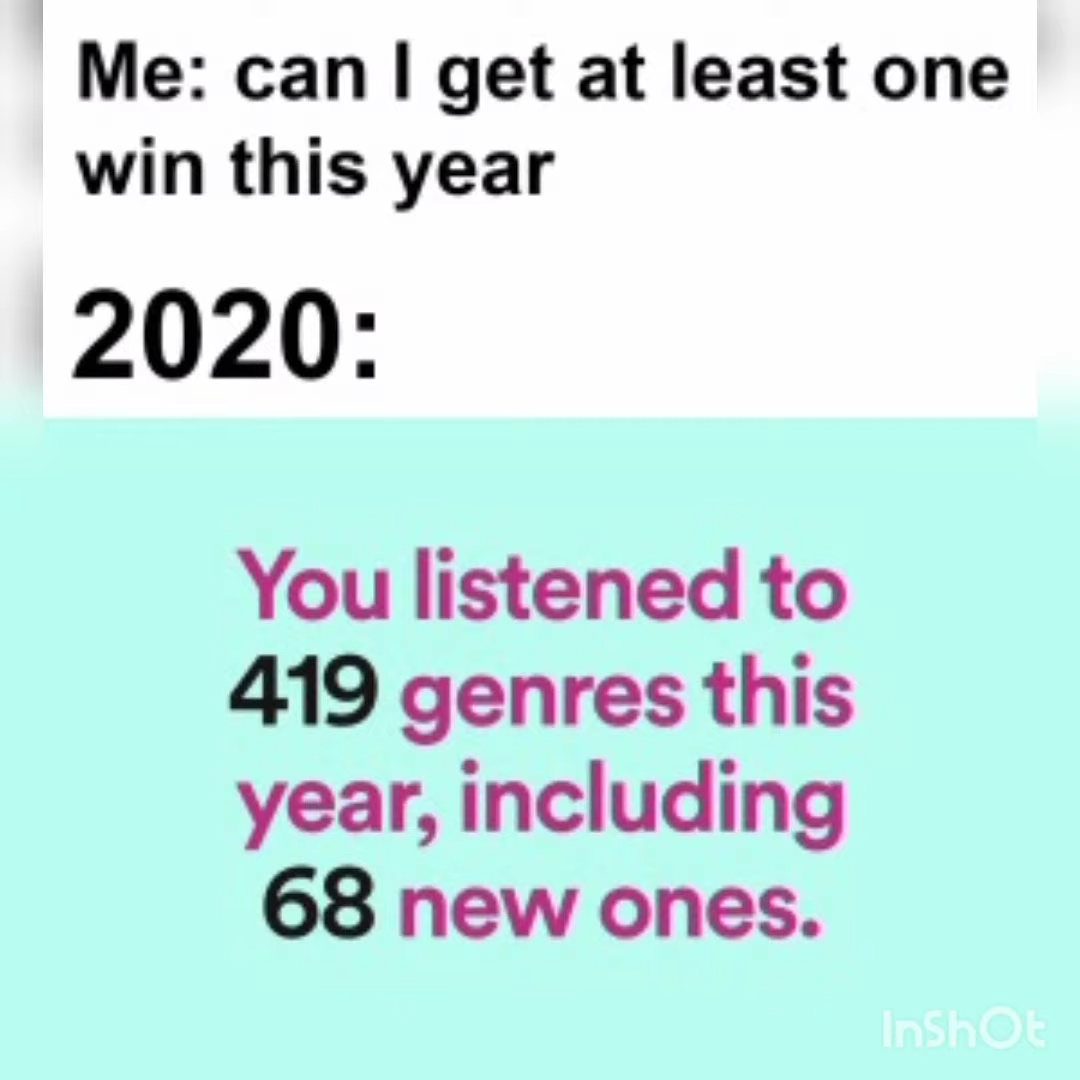 Me: can I get at least one
win this year
2020:
You listened to
419 genres this
year, including
68 new ones.
InShOt